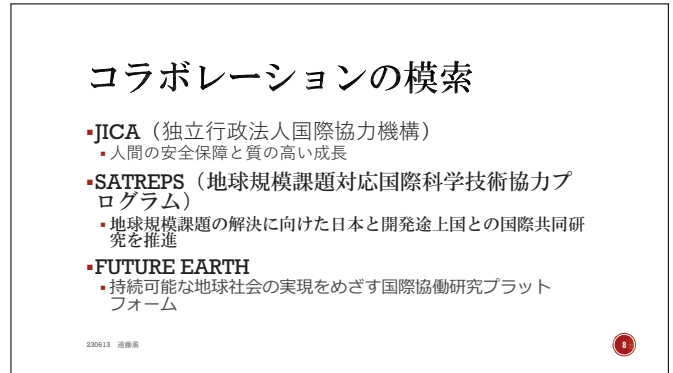 コラボレーションの模索
▪JICA（独立行政法人国際協力機構）
▪人間の安全保障と質の高い成長
▪SATREPS（地球規模課題対応国際科学技術協力プ
ログラム）
▪地球規模課題の解決に向けた日本と開発途上国との国際共同研
究を推進
▪FUTURE EARTH
▪持続可能な地球社会の実現をめざす国際協働研究プラット
フォーム
230613 遠藤薫
8